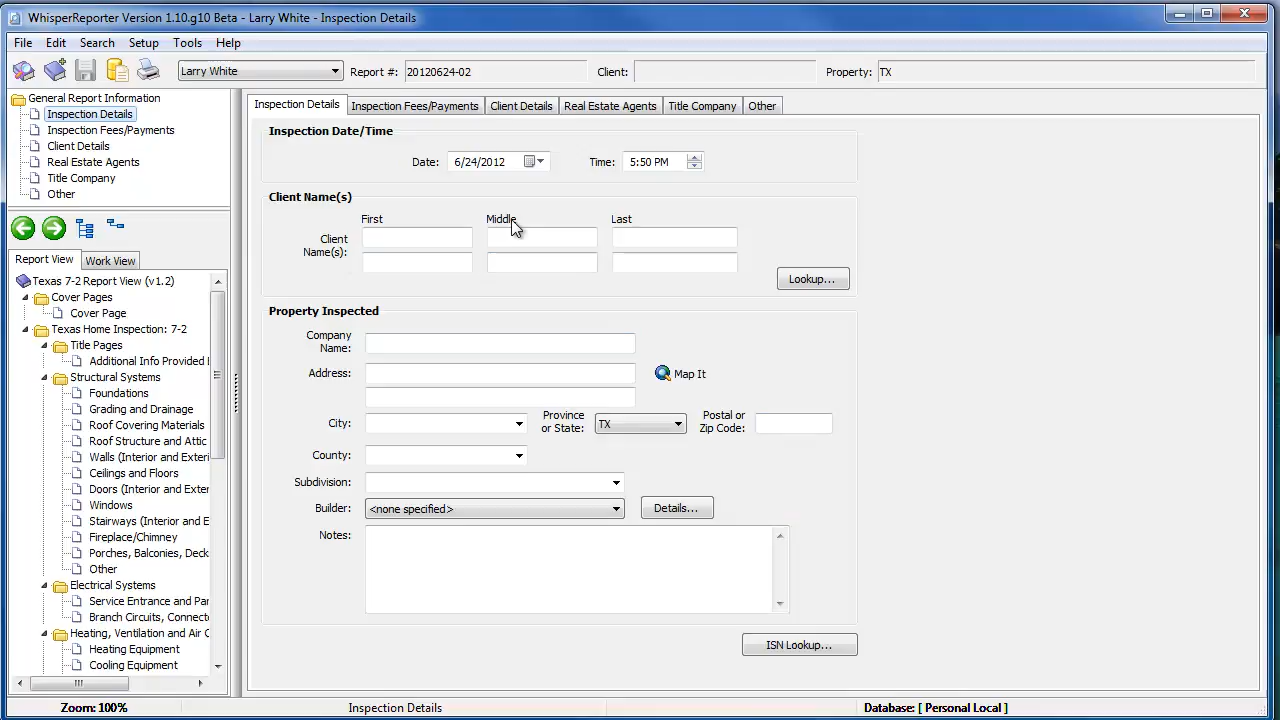 WhisperReporter Version 1.10.g10 Beta - Larry White - Inspection Details
File Edit Search Setup Tools Help
Larry White Report #: 20120624-02 Client: Property: TX
General Report Information
Inspection Details
Inspection Fees/Payments
Client Details
Real Estate Agents
Title Company
Other
Report View Work View
Texas 7-2 Report View (v1.2)
Cover Pages
Cover Page
Texas Home Inspection: 7-2
Title Pages
Additional Info Provided
Structural Systems
Foundations
Grading and Drainage
Roof Covering Materials
Roof Structure and Attic
Walls (Interior and Exteri
Ceilings and Floors
Doors (Interior and Exteri
Windows
Stairways (Interior and E
Fireplace/Chimney
Porches, Balconies, Deck
Other
Electrical Systems
Service Entrance and Pa
Branch Circuits, Connect
Heating, Ventilation and Air C
Heating Equipment
Cooling Equipment
Inspection Details Inspection Fees/Payments Client Details Real Estate Agents Title Company Other
Inspection Date/Time
Date: 6/24/2012 Time: 5:50 PM
Client Name(s)
First Middle Last
Client
Name(s):
Lookup...
Property Inspected
Company
Name:
Address: Map It
City: Province
or State: TX Postal or
Zip Code:
County:
Subdivision:
Builder: <none specified> Details...
Notes:
ISN Lookup...
Zoom: 100% Inspection Details Database: [ Personal Local ]